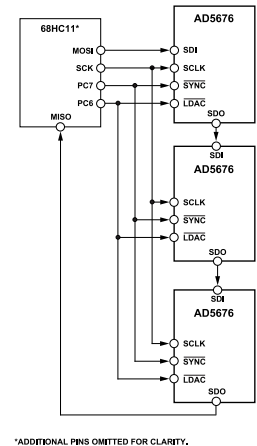 68HC11*
MOSI
SCK
PC7
PC6
MISO
AD5676
SDI
SCLK
SYNC
LDAC
SDO
SDI
AD5676
SCLK
SYNC
LDAC
SDO
SDI
AD5676
SCLK
SYNC
LDAC
SDO
*ADDITIONAL PINS OMITTED FOR CLARITY.